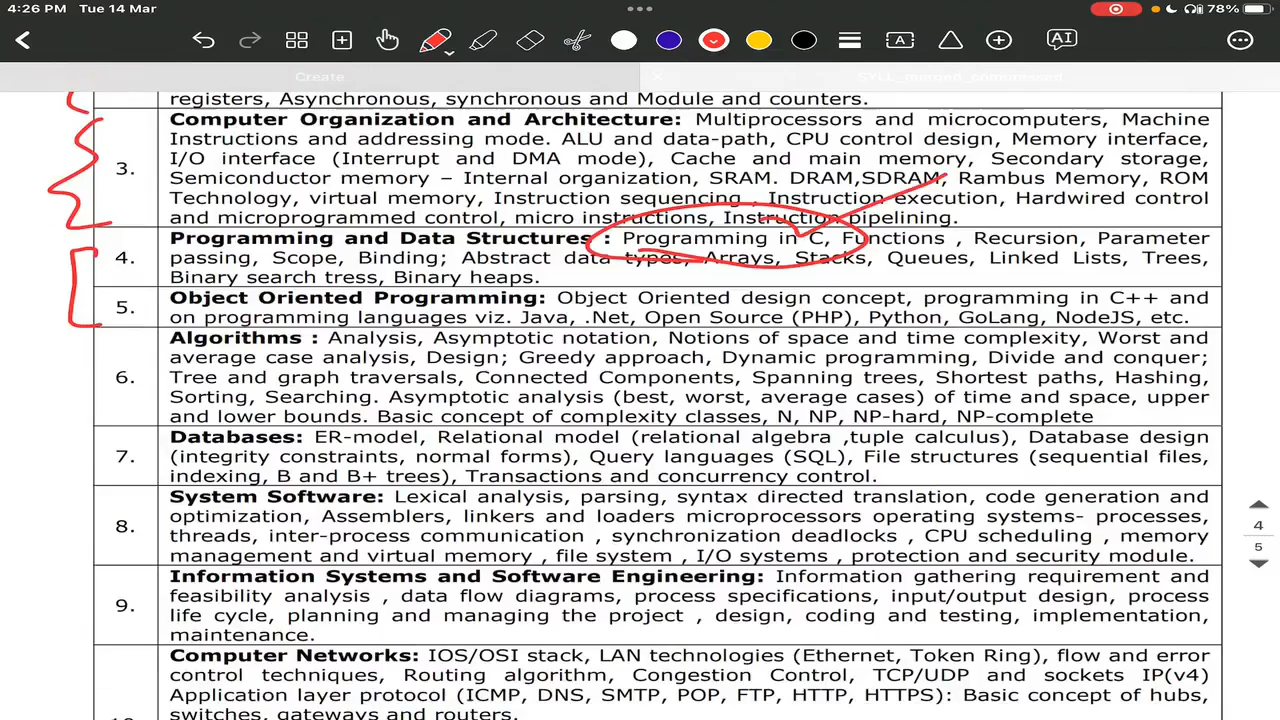 4:26 PM Tue 14 Mar
78%
A
AI
Create
SYLL_merged_compressed
registers, Asynchronous, synchronous and Module and counters.
Computer Organization and Architecture: Multiprocessors and microcomputers, Machine
Instructions and addressing mode. ALU and data-path, CPU control design, Memory interface,
3.
I/O interface (Interrupt and DMA mode), Cache and main memory, Secondary storage,
Semiconductor memory – Internal organization, SRAM. DRAM,SDRAM, Rambus Memory, ROM
Technology, virtual memory, Instruction sequencing , Instruction execution, Hardwired control
and microprogrammed control, micro instructions, Instruction pipelining.
4.
Programming and Data Structures : Programming in C, Functions , Recursion, Parameter
passing, Scope, Binding; Abstract data types, Arrays, Stacks, Queues, Linked Lists, Trees,
Binary search tress, Binary heaps.
5.
Object Oriented Programming: Object Oriented design concept, programming in C++ and
on programming languages viz. Java, .Net, Open Source (PHP), Python, GoLang, NodeJS, etc.
6.
Algorithms : Analysis, Asymptotic notation, Notions of space and time complexity, Worst and
average case analysis, Design; Greedy approach, Dynamic programming, Divide and conquer;
Tree and graph traversals, Connected Components, Spanning trees, Shortest paths, Hashing,
Sorting, Searching. Asymptotic analysis (best, worst, average cases) of time and space, upper
and lower bounds. Basic concept of complexity classes, N, NP, NP-hard, NP-complete
7.
Databases: ER-model, Relational model (relational algebra ,tuple calculus), Database design
(integrity constraints, normal forms), Query languages (SQL), File structures (sequential files,
indexing, B and B+ trees), Transactions and concurrency control.
8.
System Software: Lexical analysis, parsing, syntax directed translation, code generation and
optimization, Assemblers, linkers and loaders microprocessors operating systems- processes,
threads, inter-process communication , synchronization deadlocks , CPU scheduling , memory
management and virtual memory , file system , I/O systems , protection and security module.
4
5
9.
Information Systems and Software Engineering: Information gathering requirement and
feasibility analysis , data flow diagrams, process specifications, input/output design, process
life cycle, planning and managing the project , design, coding and testing, implementation,
maintenance.
Computer Networks: IOS/OSI stack, LAN technologies (Ethernet, Token Ring), flow and error
control techniques, Routing algorithm, Congestion Control, TCP/UDP and sockets IP(v4)
Application layer protocol (ICMP, DNS, SMTP, POP, FTP, HTTP, HTTPS): Basic concept of hubs,
switches, gateways and routers.